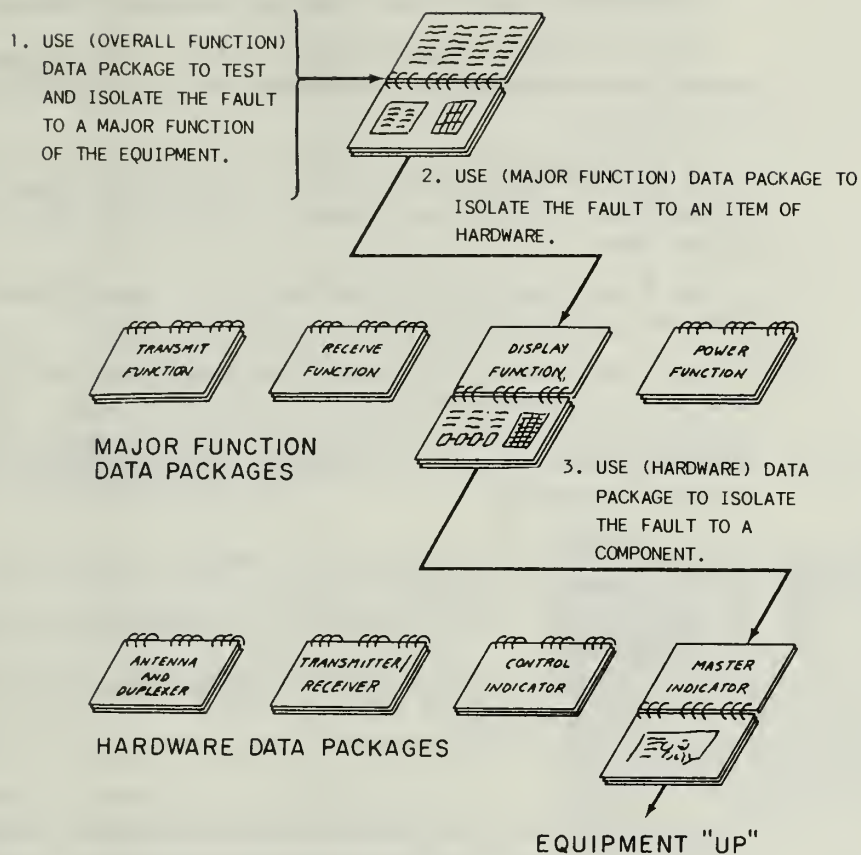 1. USE (OVERALL FUNCTION)
DATA PACKAGE TO TEST
AND ISOLATE THE FAULT
TO A MAJOR FUNCTION
OF THE EQUIPMENT.
2. USE (MAJOR FUNCTION) DATA PACKAGE TO
ISOLATE THE FAULT TO AN ITEM OF
HARDWARE.
TRANSMIT
FUNCTION
RECEIVE
FUNCTION
DISPLAY
FUNCTION
POWER
FUNCTION
MAJOR FUNCTION
DATA PACKAGES
3. USE (HARDWARE) DATA
PACKAGE TO ISOLATE
THE FAULT TO A
COMPONENT.
ANTENNA
AND
DUPLEXER
TRANSMITTER/
RECEIVER
CONTROL
INDICATOR
MASTER
INDICATOR
HARDWARE DATA PACKAGES
EQUIPMENT "UP"